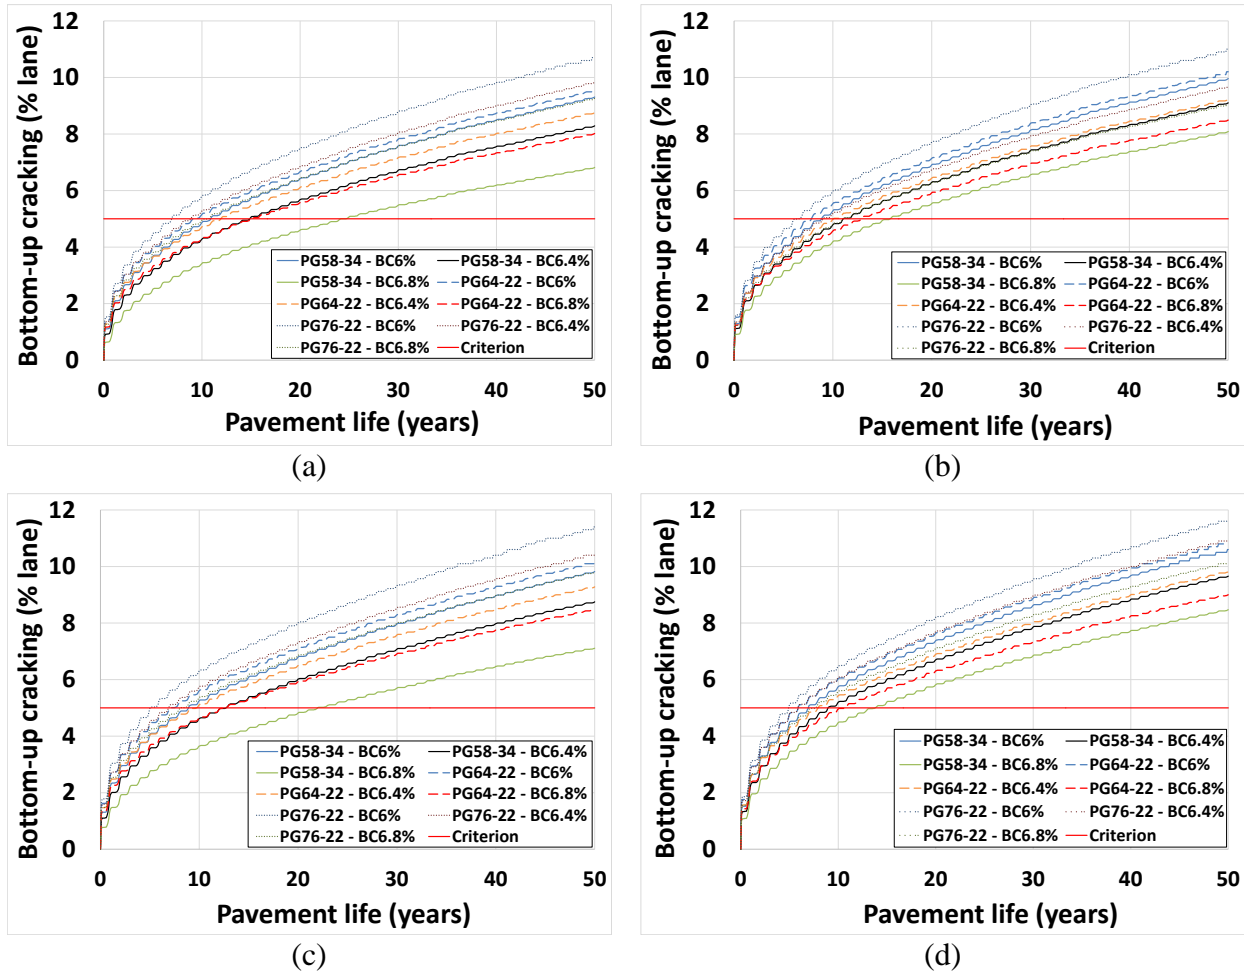 Bottom-up cracking (% lane)
12
10
8
6
4
2
0
PG58-34 - BC6% PG58-34 - BC6.4%
PG58-34 - BC6.8% PG64-22 - BC6%
PG64-22 - BC6.4% PG64-22 - BC6.8%
PG76-22 - BC6% PG76-22 - BC6.4%
PG76-22 - BC6.8% Criterion
0 10 20 30 40 50
Pavement life (years)
(a)
Bottom-up cracking (% lane)
12
10
8
6
4
2
0
PG58-34 - BC6% PG58-34 - BC6.4%
PG58-34 - BC6.8% PG64-22 - BC6%
PG64-22 - BC6.4% PG64-22 - BC6.8%
PG76-22 - BC6% PG76-22 - BC6.4%
PG76-22 - BC6.8% Criterion
0 10 20 30 40 50
Pavement life (years)
(b)
Bottom-up cracking (% lane)
12
10
8
6
4
2
0
PG58-34 - BC6% PG58-34 - BC6.4%
PG58-34 - BC6.8% PG64-22 - BC6%
PG64-22 - BC6.4% PG64-22 - BC6.8%
PG76-22 - BC6% PG76-22 - BC6.4%
PG76-22 - BC6.8% Criterion
0 10 20 30 40 50
Pavement life (years)
(c)
Bottom-up cracking (% lane)
12
10
8
6
4
2
0
PG58-34 - BC6% PG58-34 - BC6.4%
PG58-34 - BC6.8% PG64-22 - BC6%
PG64-22 - BC6.4% PG64-22 - BC6.8%
PG76-22 - BC6% PG76-22 - BC6.4%
PG76-22 - BC6.8% Criterion
0 10 20 30 40 50
Pavement life (years)
(d)